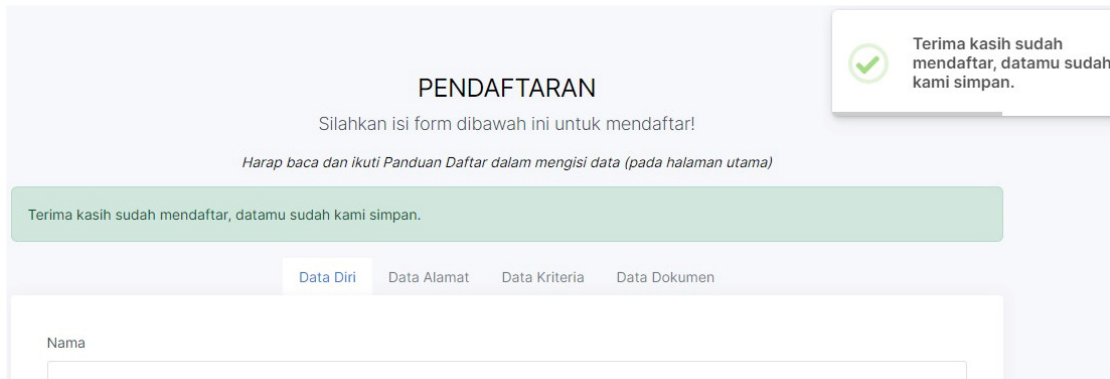 Terima kasih sudah
mendaftar, datamu sudah
kami simpan.
PENDAFTARAN
Silahkan isi form dibawah ini untuk mendaftar!
Harap baca dan ikuti Panduan Daftar dalam mengisi data (pada halaman utama)
Terima kasih sudah mendaftar, datamu sudah kami simpan.
Data Diri Data Alamat Data Kriteria Data Dokumen
Nama